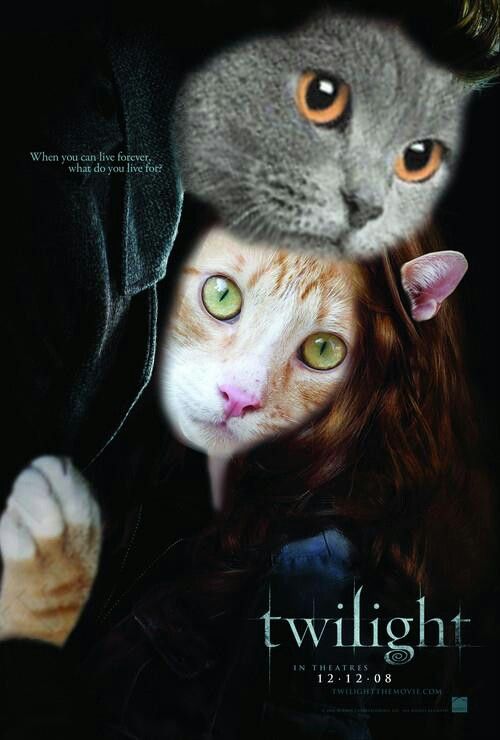 When you can live forever,
what do you live for?
twilight
IN THEATRES
12·12·08
TWILIGHTTHEMOVIE.COM